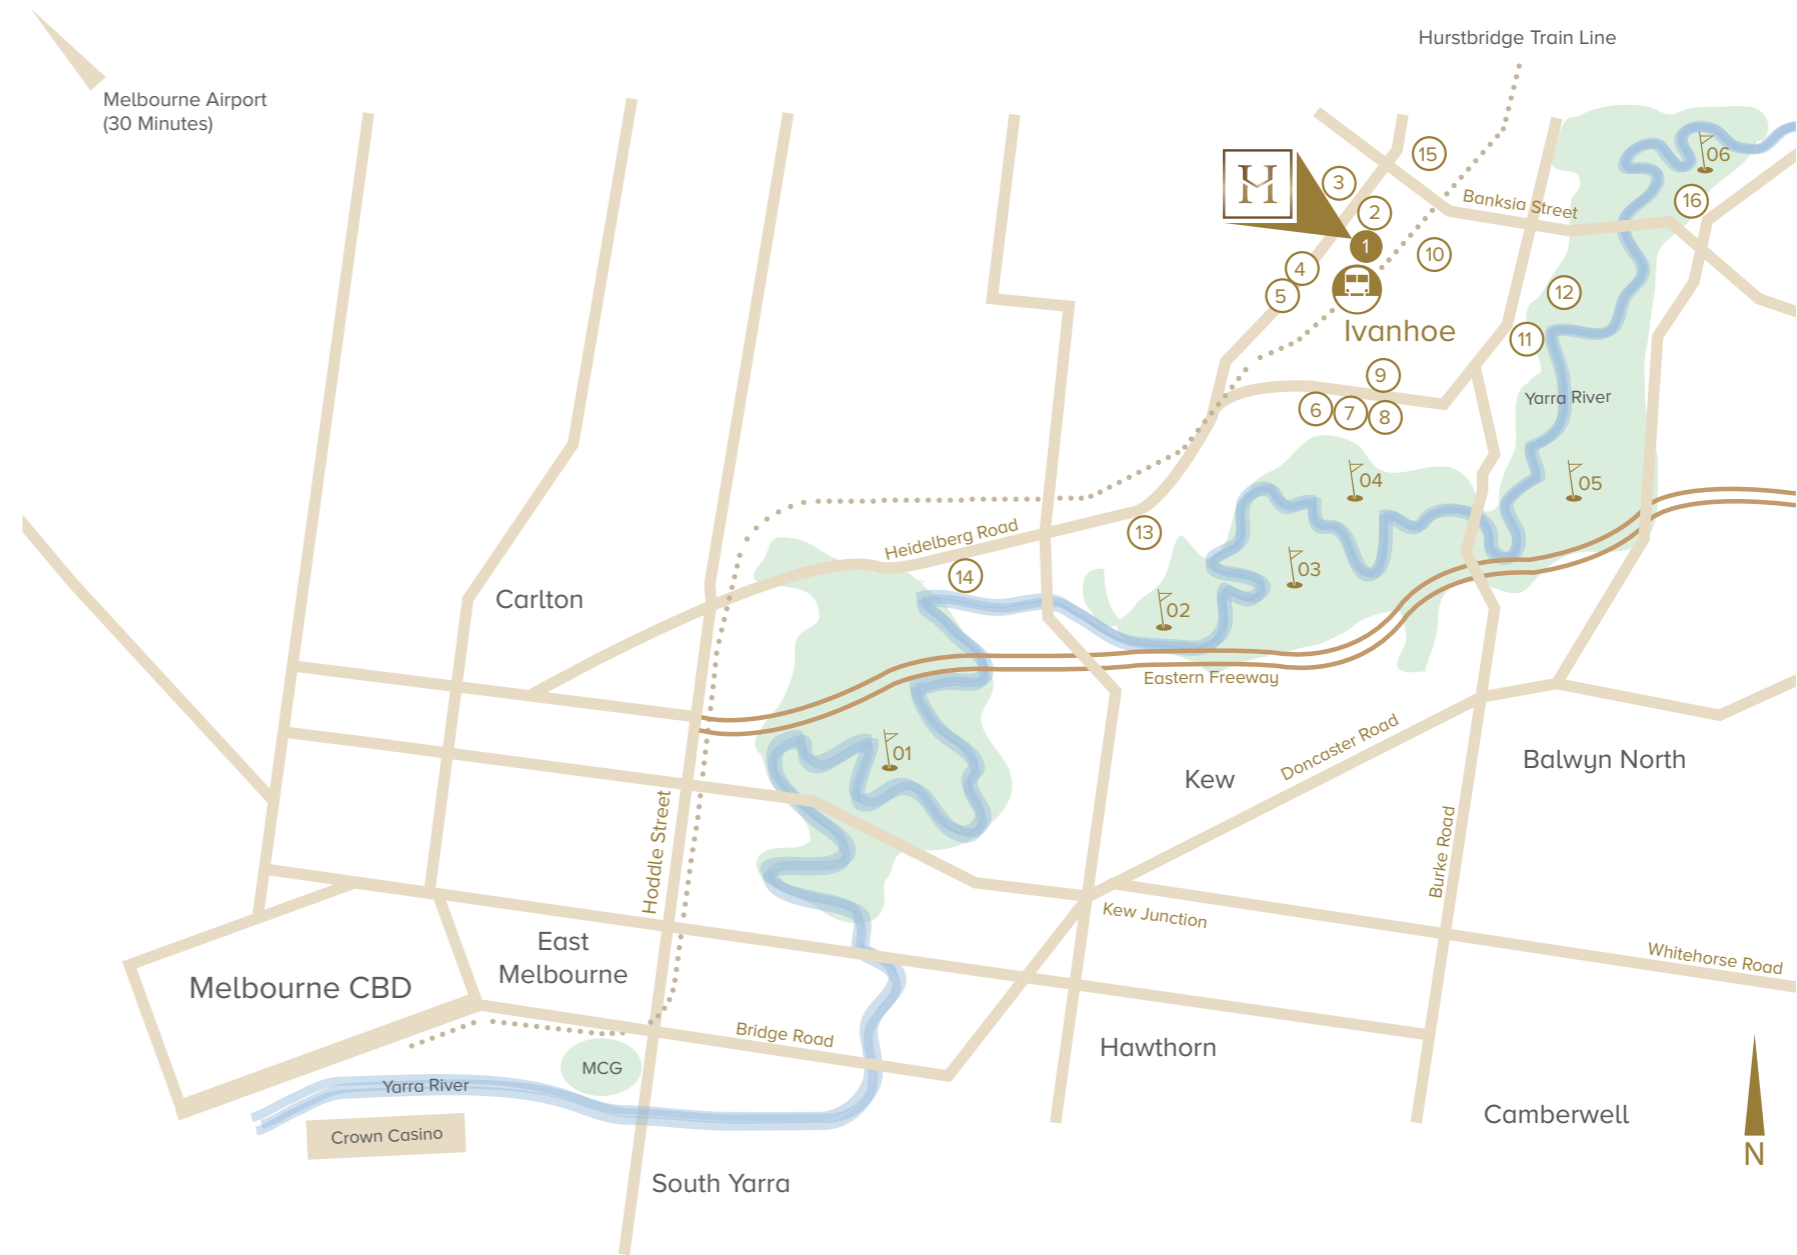 Hurstbridge Train Line
Melbourne Airport
(30 Minutes)
15
06
3
H
Banksia Street
16
2
1
10
4
5
12
Ivanhoe
11
9
Yarra River
6
7
8
04
05
Heidelberg Road
13
14
03
Carlton
02
Eastern Freeway
01
Doncaster Road
Kew
Balwyn North
Hoddle Street
Burke Road
Kew Junction
East
Melbourne
Whitehorse Road
Melbourne CBD
Bridge Road
Hawthorn
MCG
Yarra River
Crown Casino
Camberwell
N
South Yarra